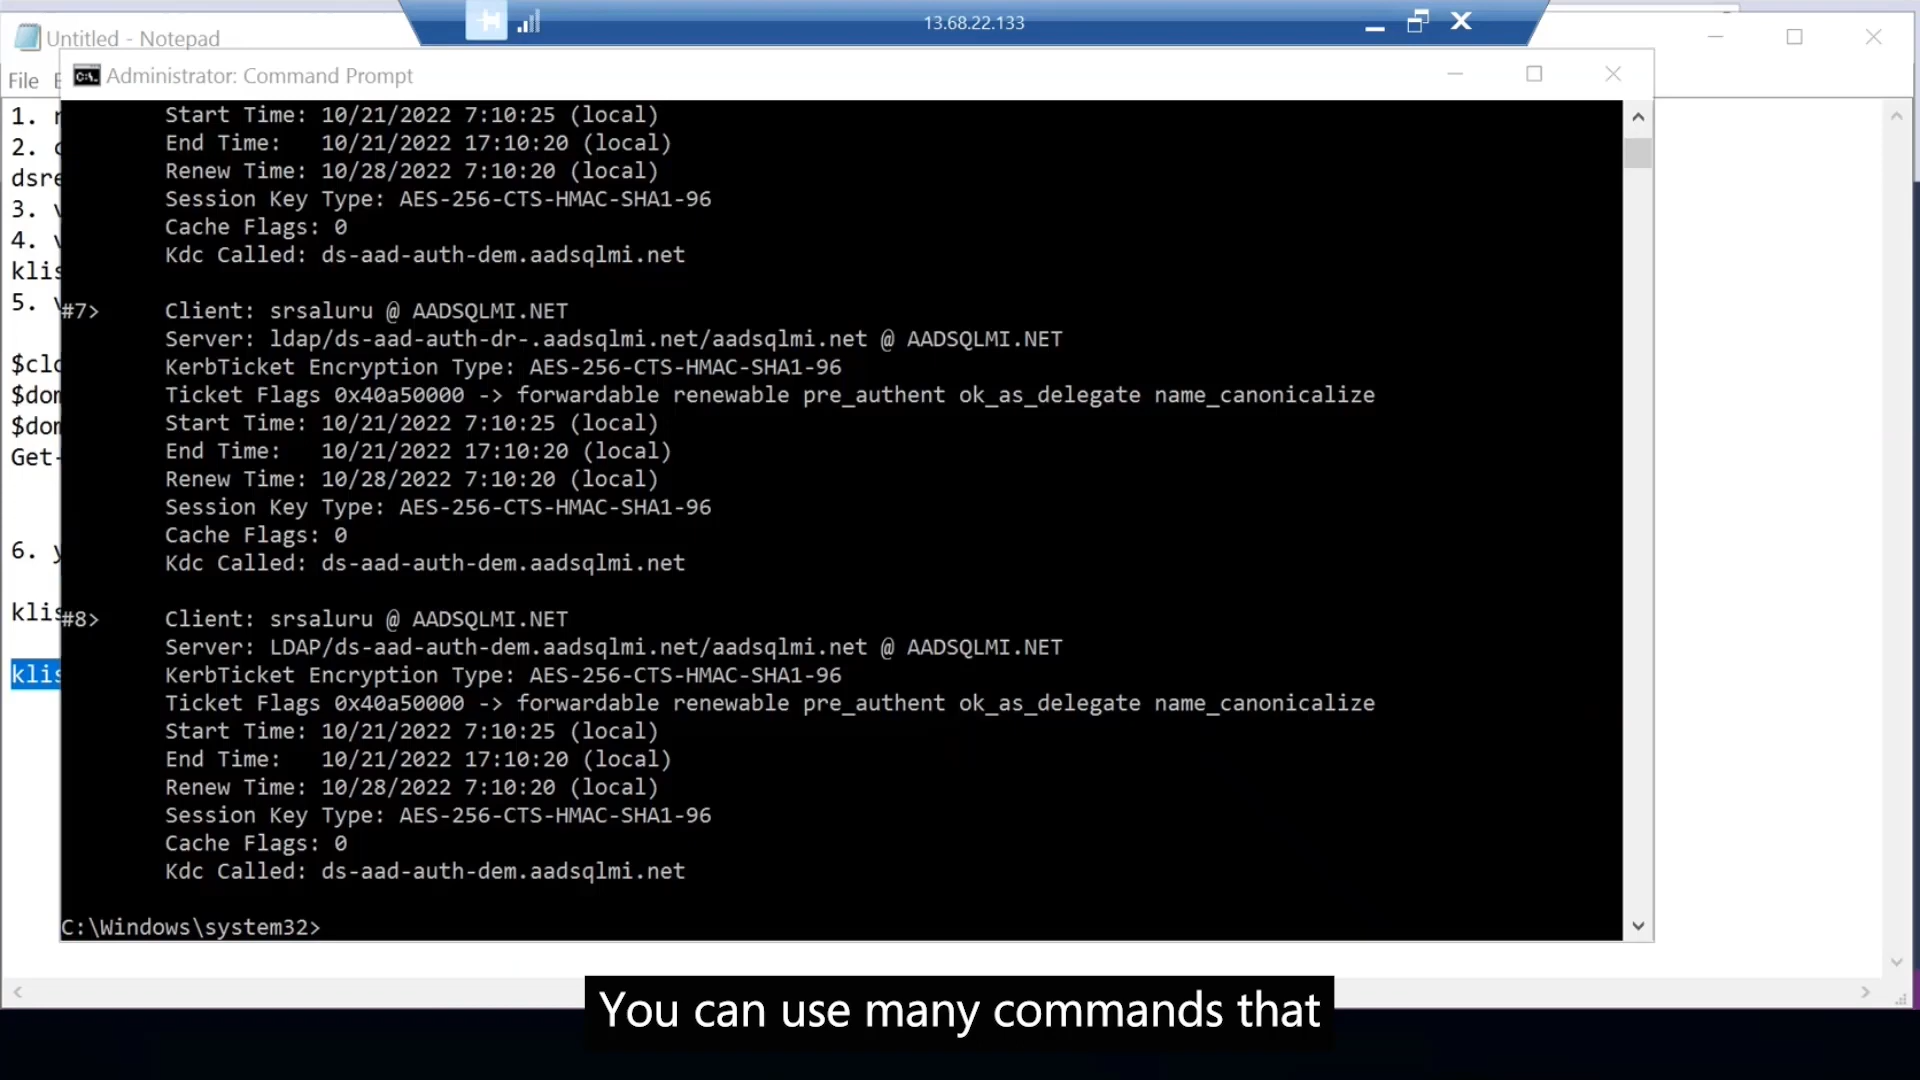 13.68.22.133
Untitled - Notepad
File
Administrator: Command Prompt
1.
2.
dsre
3.
4.
klis
5.
$clo
$dom
$dom
Get-
6. y
klis
klis
Start Time: 10/21/2022 7:10:25 (local)
End Time: 10/21/2022 17:10:20 (local)
Renew Time: 10/28/2022 7:10:20 (local)
Session Key Type: AES-256-CTS-HMAC-SHA1-96
Cache Flags: 0
Kdc Called: ds-aad-auth-dem.aadsqlmi.net
#7> Client: srsaluru @ AADSQLMI.NET
Server: ldap/ds-aad-auth-dr-.aadsqlmi.net/aadsqlmi.net @ AADSQLMI.NET
KerbTicket Encryption Type: AES-256-CTS-HMAC-SHA1-96
Ticket Flags 0x40a50000 -> forwardable renewable pre_authent ok_as_delegate name_canonicalize
Start Time: 10/21/2022 7:10:25 (local)
End Time: 10/21/2022 17:10:20 (local)
Renew Time: 10/28/2022 7:10:20 (local)
Session Key Type: AES-256-CTS-HMAC-SHA1-96
Cache Flags: 0
Kdc Called: ds-aad-auth-dem.aadsqlmi.net
#8> Client: srsaluru @ AADSQLMI.NET
Server: LDAP/ds-aad-auth-dem.aadsqlmi.net/aadsqlmi.net @ AADSQLMI.NET
KerbTicket Encryption Type: AES-256-CTS-HMAC-SHA1-96
Ticket Flags 0x40a50000 -> forwardable renewable pre_authent ok_as_delegate name_canonicalize
Start Time: 10/21/2022 7:10:25 (local)
End Time: 10/21/2022 17:10:20 (local)
Renew Time: 10/28/2022 7:10:20 (local)
Session Key Type: AES-256-CTS-HMAC-SHA1-96
Cache Flags: 0
Kdc Called: ds-aad-auth-dem.aadsqlmi.net
C:\Windows\system32>
You can use many commands that